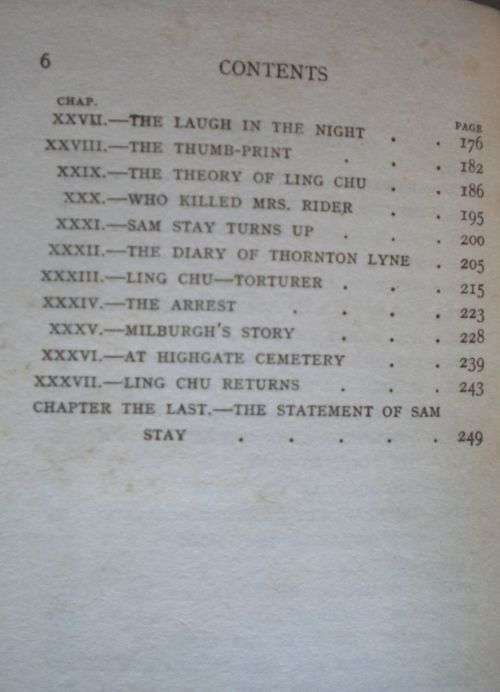 6 CONTENTS
CHAP. PAGE
XXVII.—THE LAUGH IN THE NIGHT . . 176
XXVIII.—THE THUMB-PRINT . . . 182
XXIX.—THE THEORY OF LING CHU . . 186
XXX.—WHO KILLED MRS. RIDER . . 195
XXXI.—SAM STAY TURNS UP . . . 200
XXXII.—THE DIARY OF THORNTON LYNE . 205
XXXIII.—LING CHU—TORTURER . . . 215
XXXIV.—THE ARREST . . . . 223
XXXV.—MILBURGH'S STORY . . . 228
XXXVI.—AT HIGHGATE CEMETERY . . 239
XXXVII.—LING CHU RETURNS . . . 243
CHAPTER THE LAST.—THE STATEMENT OF SAM
STAY . . . . . 249